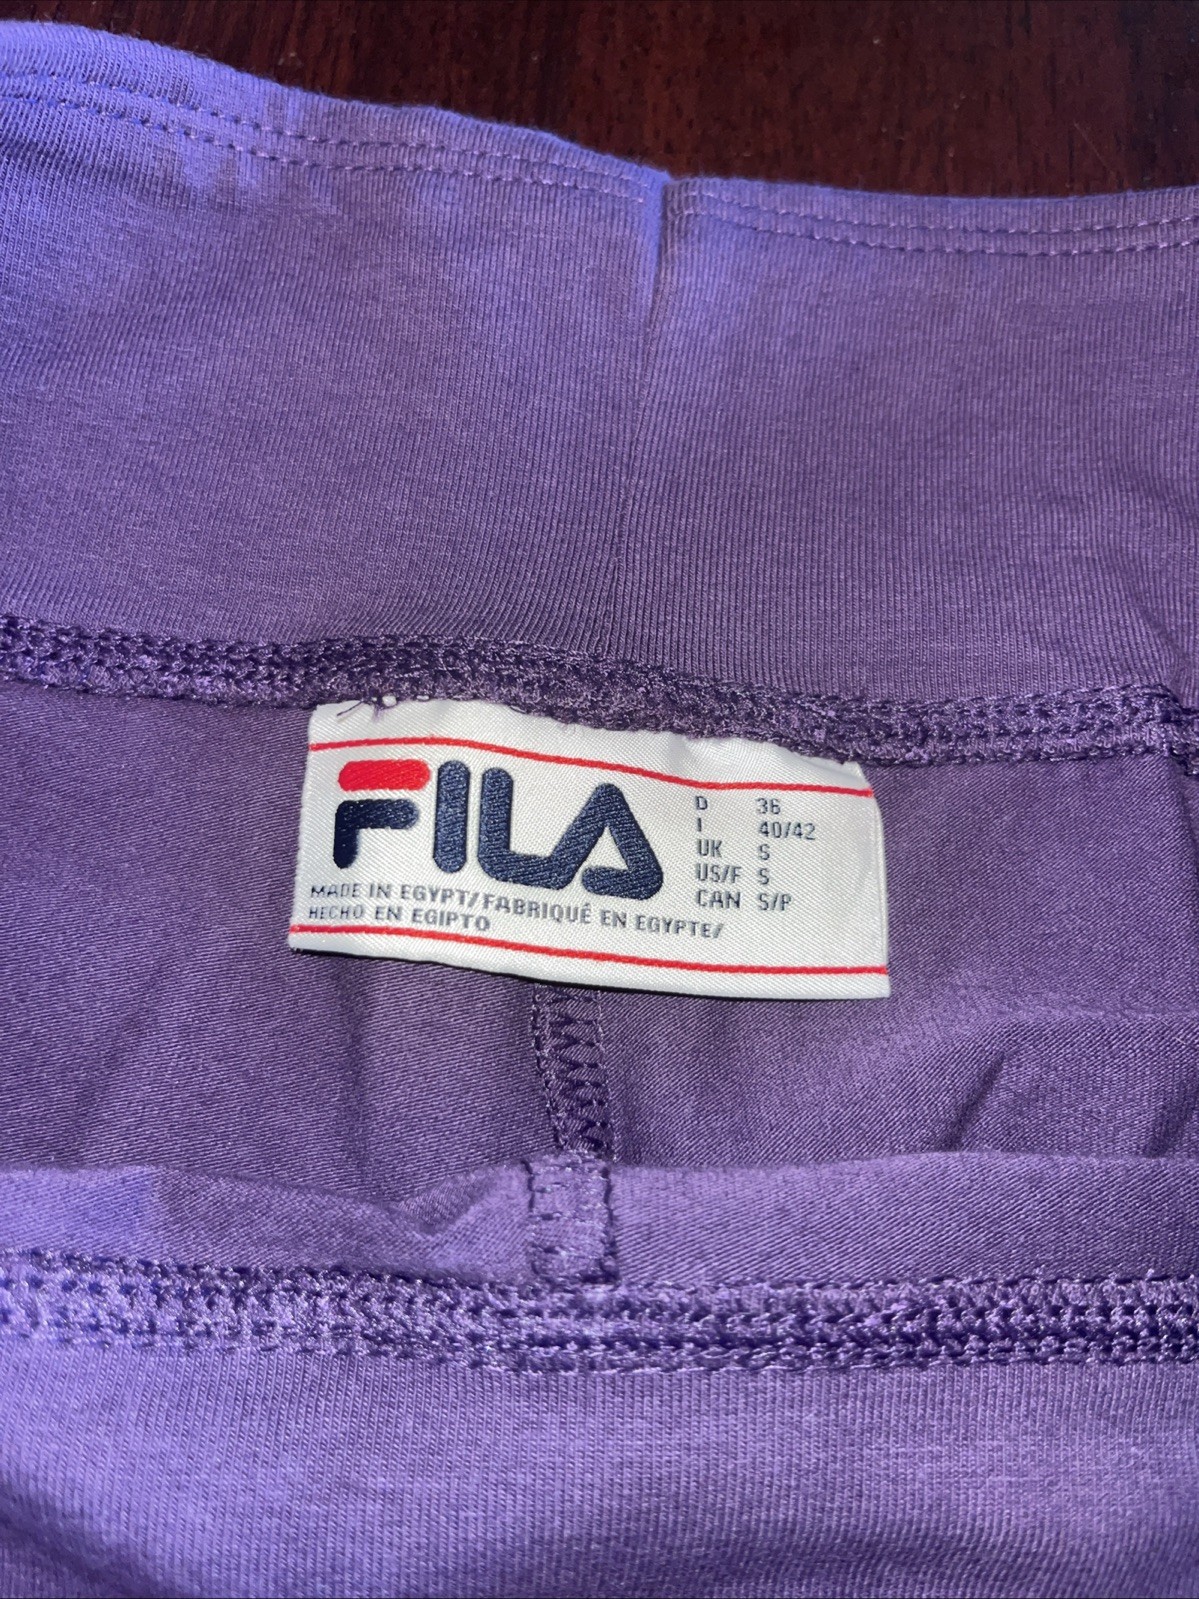 FILA
D 36
I 40/42
UK S
US/F S
CAN S/P
MADE IN EGYPT/FABRIQUÉ EN EGYPTE/
HECHO EN EGIPTO